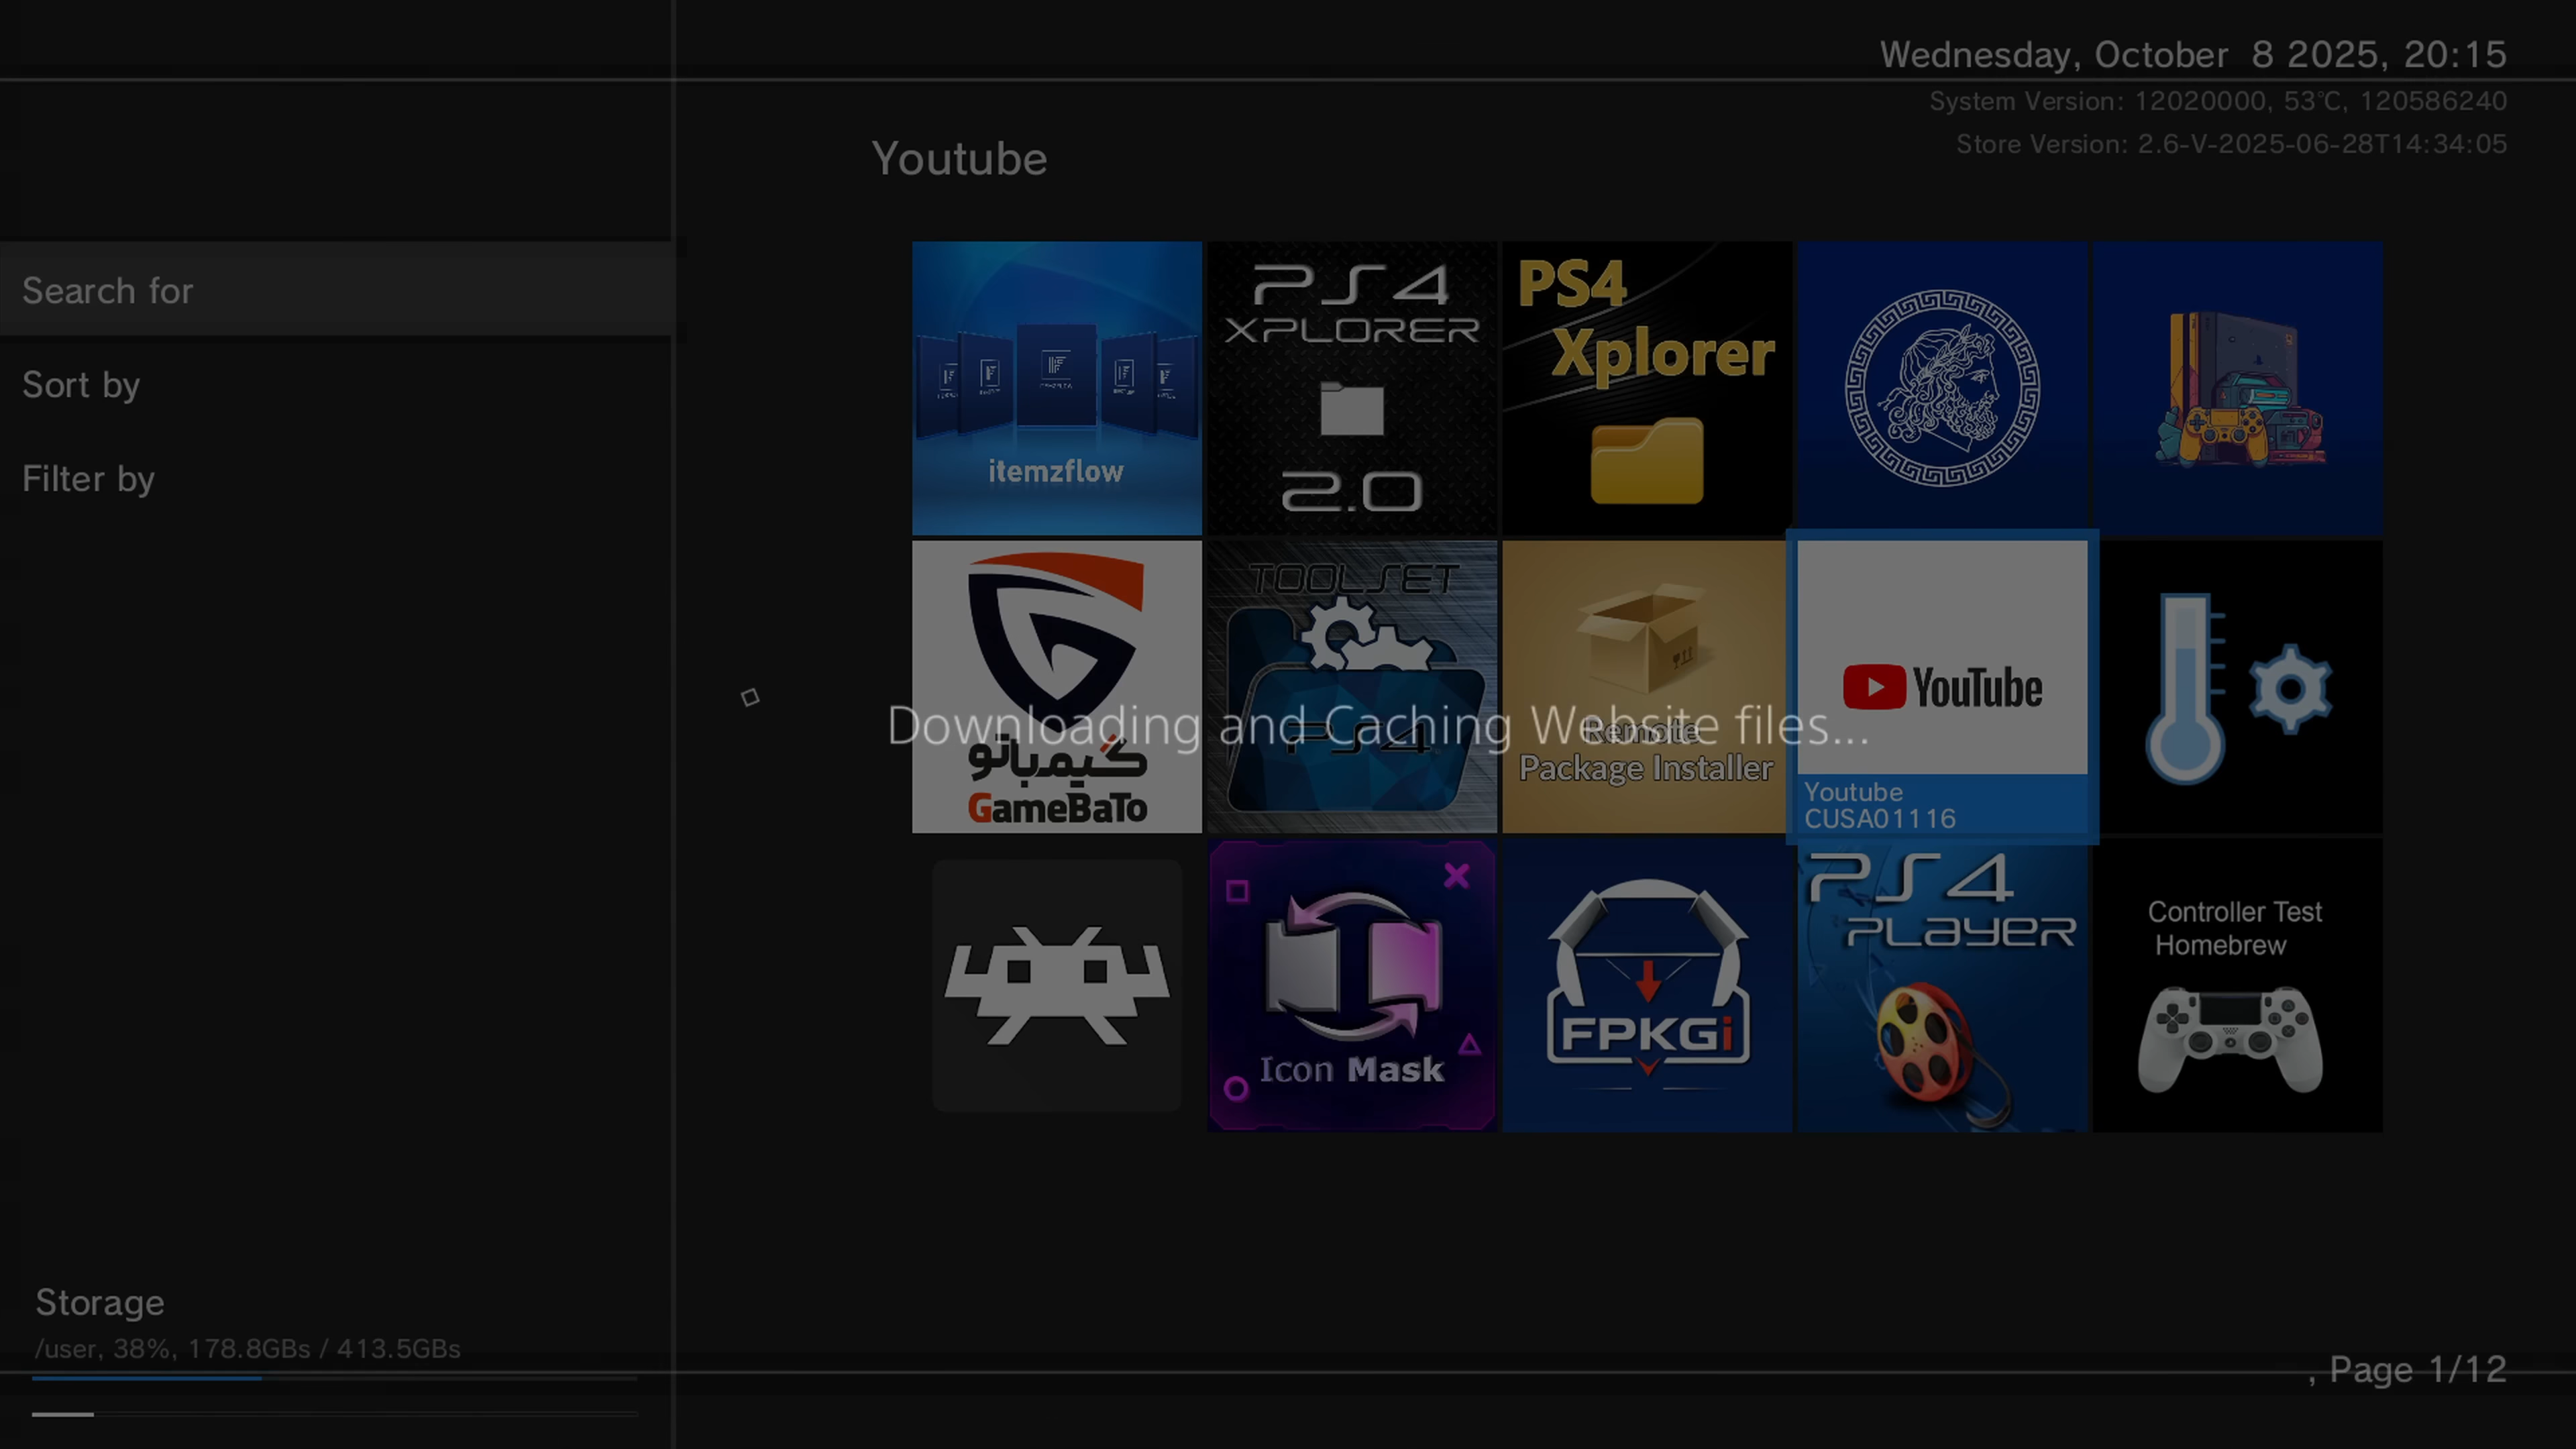 Wednesday, October  8 2025, 20:15
System Version: 12020000, 53°C, 120586240
Store Version: 2.6-V-2025-06-28T14:34:05
Youtube
Search for
Sort by
Filter by
itemzflow
PS4
XPLORER
2.0
PS4
Xplorer
گیم‌باتو
GameBaTo
TOOLSET
PS4
Remote
Package Installer
YouTube
Youtube
CUSA01116
Downloading and Caching Website files...
Icon Mask
FPKGi
PS4
PLAYER
Controller Test
Homebrew
Storage
/user, 38%, 178.8GBs / 413.5GBs
, Page 1/12